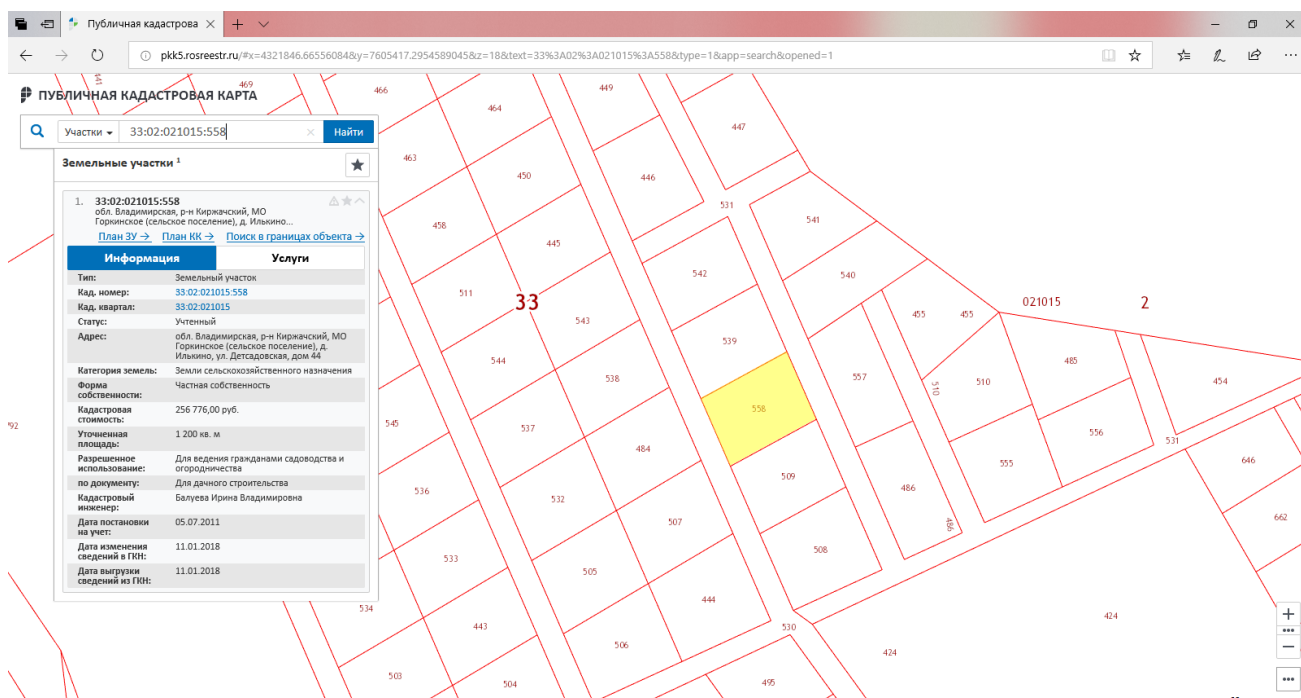 Публичная кадастрова
pkk5.rosreestr.ru/#x=4321846.66556084&y=7605417.2954589045&z=18&text=33%3A02%3A021015%3A558&type=1&app=search&opened=1
ПУБЛИЧНАЯ КАДАСТРОВАЯ КАРТА
Участки
33:02:021015:558
Найти
Земельные участки 1
1. 33:02:021015:558
обл. Владимирская, р-н Киржачский, МО
Горкинское (сельское поселение), д. Илькино...
План ЗУ → План КК → Поиск в границах объекта →
Информация Услуги
Тип: Земельный участок
Кад. номер: 33:02:021015:558
Кад. квартал: 33:02:021015
Статус: Учтенный
Адрес: обл. Владимирская, р-н Киржачский, МО
Горкинское (сельское поселение), д.
Илькино, ул. Детсадовская, дом 44
Категория земель: Земли сельскохозяйственного назначения
Форма Частная собственность
собственности:
Кадастровая 256 776,00 руб.
стоимость:
Уточненная 1 200 кв. м
площадь:
Разрешенное Для ведения гражданами садоводства и
использование: огородничества
по документу: Для дачного строительства
Кадастровый Балуева Ирина Владимировна
инженер:
Дата постановки 05.07.2011
на учет:
Дата изменения 11.01.2018
сведений в ГКН:
Дата выгрузки 11.01.2018
сведений из ГКН:
469
466
449
464
447
463
450
446
531
458
541
445
542
540
511
33
021015
2
543
455
455
539
544
485
538
557
510
510
454
558
545
537
792
556
531
484
555
646
509
536
486
532
507
662
486
508
533
505
534
444
424
443
530
506
424
503
504
495